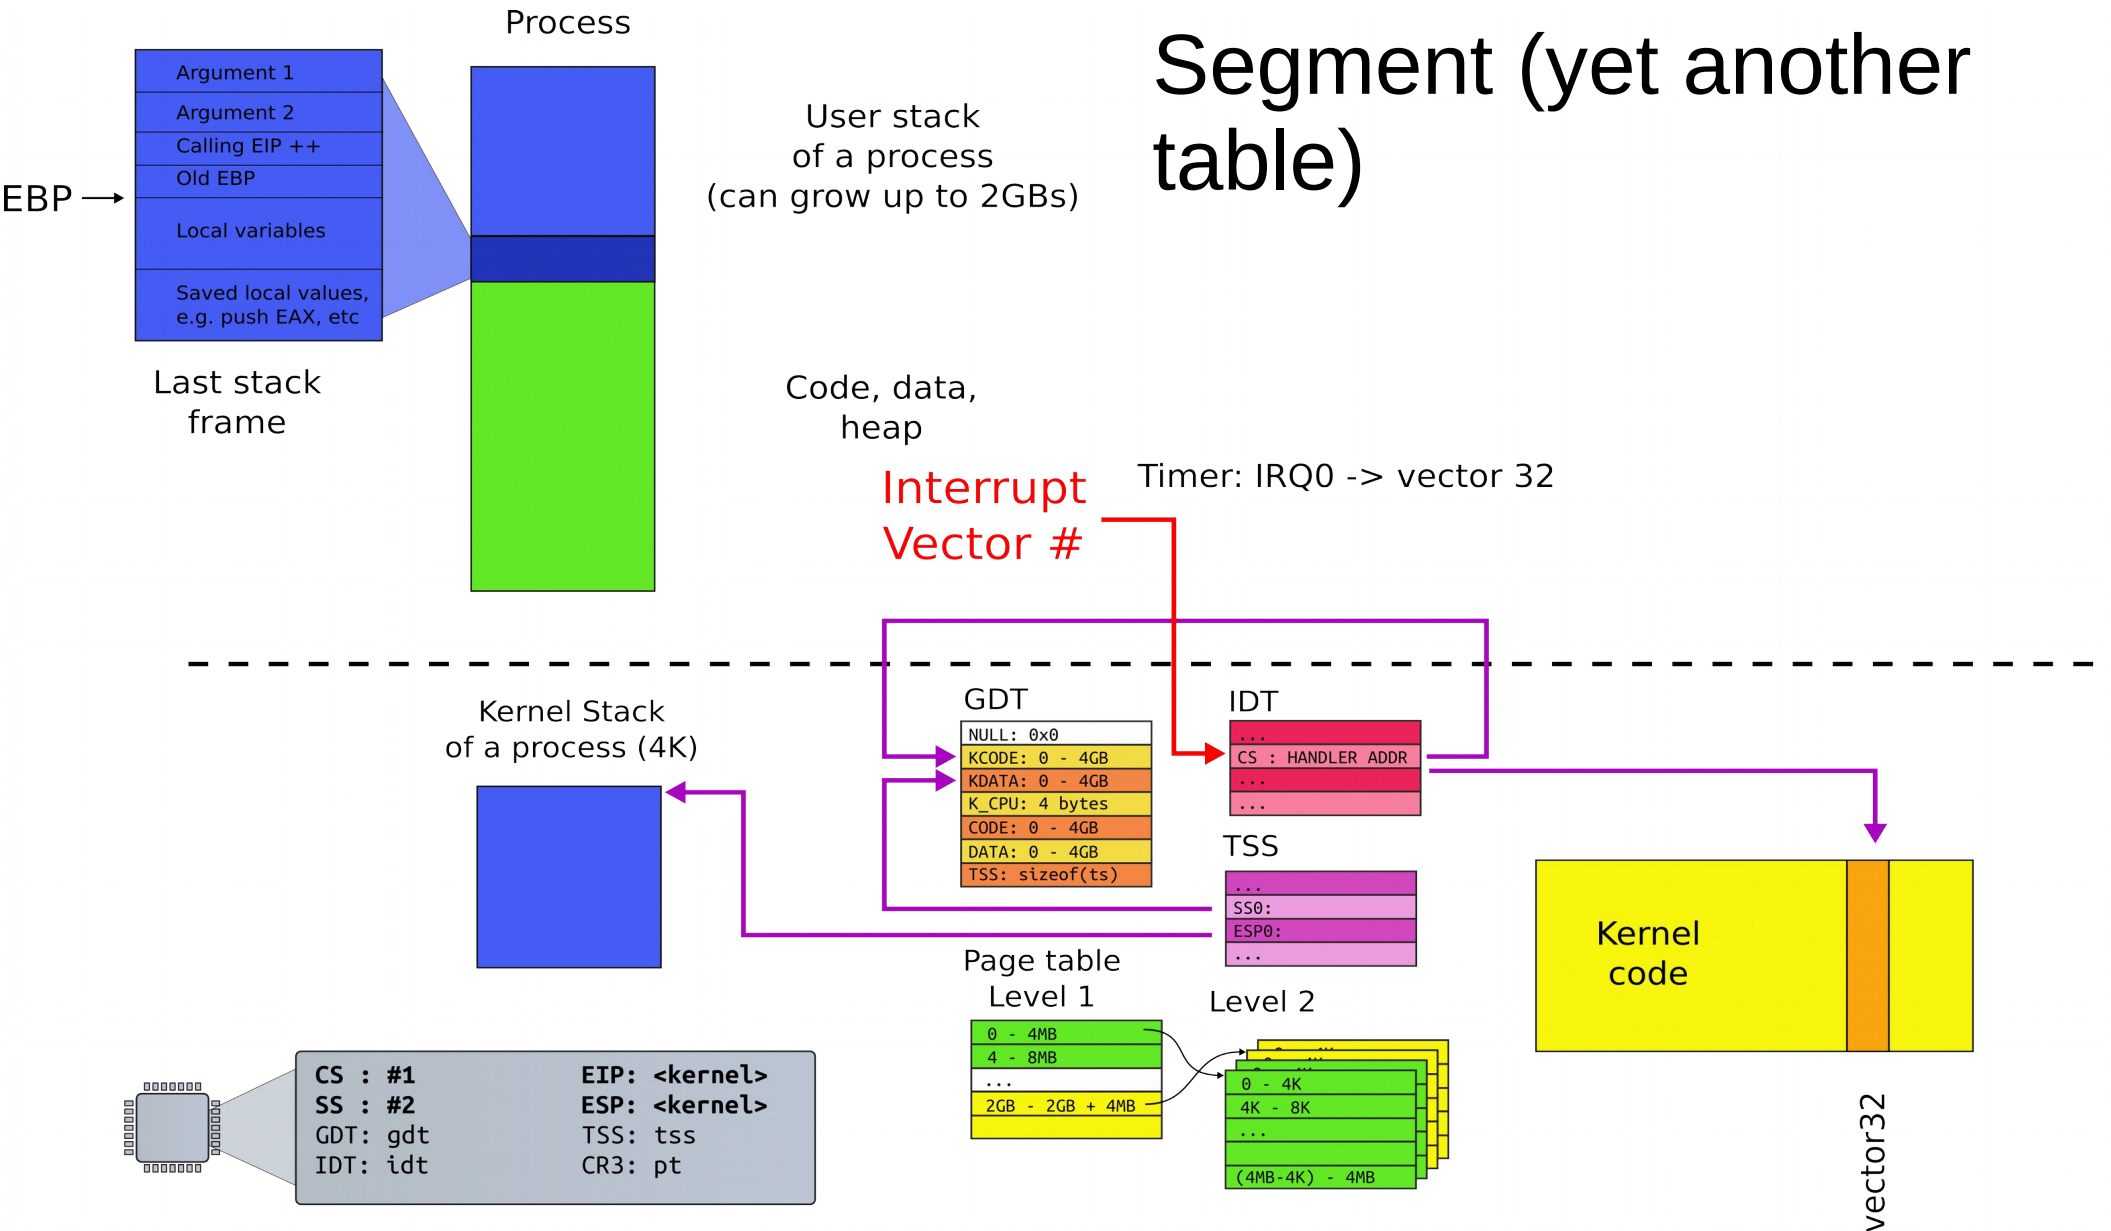 Segment (yet another
table)
Process
Argument 1
Argument 2
Calling EIP ++
Old EBP
EBP
Local variables
Saved local values,
e.g. push EAX, etc
Last stack
frame
User stack
of a process
(can grow up to 2GBs)
Code, data,
heap
Interrupt
Vector #
Timer: IRQ0 -> vector 32
Kernel Stack
of a process (4K)
GDT
NULL: 0x0
KCODE: 0 - 4GB
KDATA: 0 - 4GB
K_CPU: 4 bytes
CODE: 0 - 4GB
DATA: 0 - 4GB
TSS: sizeof(ts)
IDT
...
CS : HANDLER ADDR
...
...
TSS
...
SS0:
ESP0:
...
Kernel
code
vector32
Page table
Level 1
0 - 4MB
4 - 8MB
...
2GB - 2GB + 4MB
Level 2
0 - 4K
4K - 8K
...
(4MB-4K) - 4MB
CS : #1 EIP: <kernel>
SS : #2 ESP: <kernel>
GDT: gdt TSS: tss
IDT: idt CR3: pt